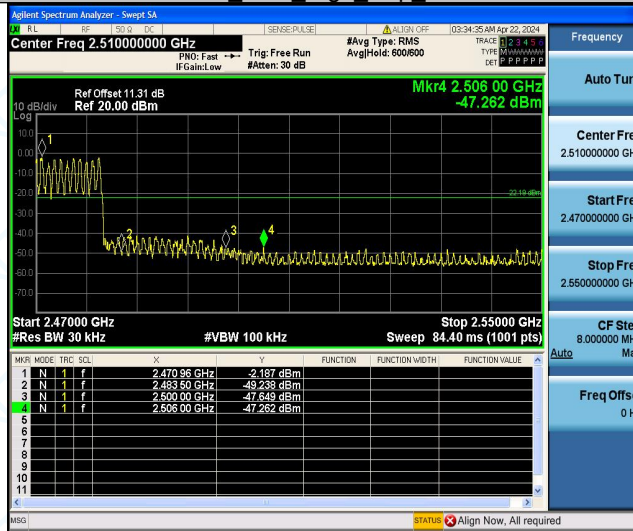 Agilent Spectrum Analyzer - Swept SA
RL RF 50 Ω DC SENSE:PULSE ALIGN OFF 03:34:35 AM Apr 22, 2024
Center Freq 2.510000000 GHz
PNO: Fast
IFGain:Low
Trig: Free Run
#Atten: 30 dB
#Avg Type: RMS
Avg|Hold: 600/600
TRACE 1 2 3 4 5 6
TYPE M
DET P P P P P P
Ref Offset 11.31 dB
10 dB/div Ref 20.00 dBm
Log
Mkr4 2.506 00 GHz
-47.262 dBm
10.0
0.00
-10.0
-20.0
-30.0
-40.0
-50.0
-60.0
-70.0
1
2
3
4
22.19 dBm
Start 2.47000 GHz Stop 2.55000 GHz
#Res BW 30 kHz #VBW 100 kHz Sweep 84.40 ms (1001 pts)
MKR MODE TRC SCL X Y FUNCTION FUNCTION WIDTH FUNCTION VALUE
1 N 1 f 2.470 96 GHz -2.187 dBm
2 N 1 f 2.483 50 GHz -49.238 dBm
3 N 1 f 2.500 00 GHz -47.649 dBm
4 N 1 f 2.506 00 GHz -47.262 dBm
5
6
7
8
9
10
11
MSG STATUS Align Now, All required
Frequency
Auto Tun
Center Fre
2.510000000 GH
Start Fre
2.470000000 GH
Stop Fre
2.550000000 GH
CF Ste
8.000000 MH
Auto Ma
Freq Offs
0 H